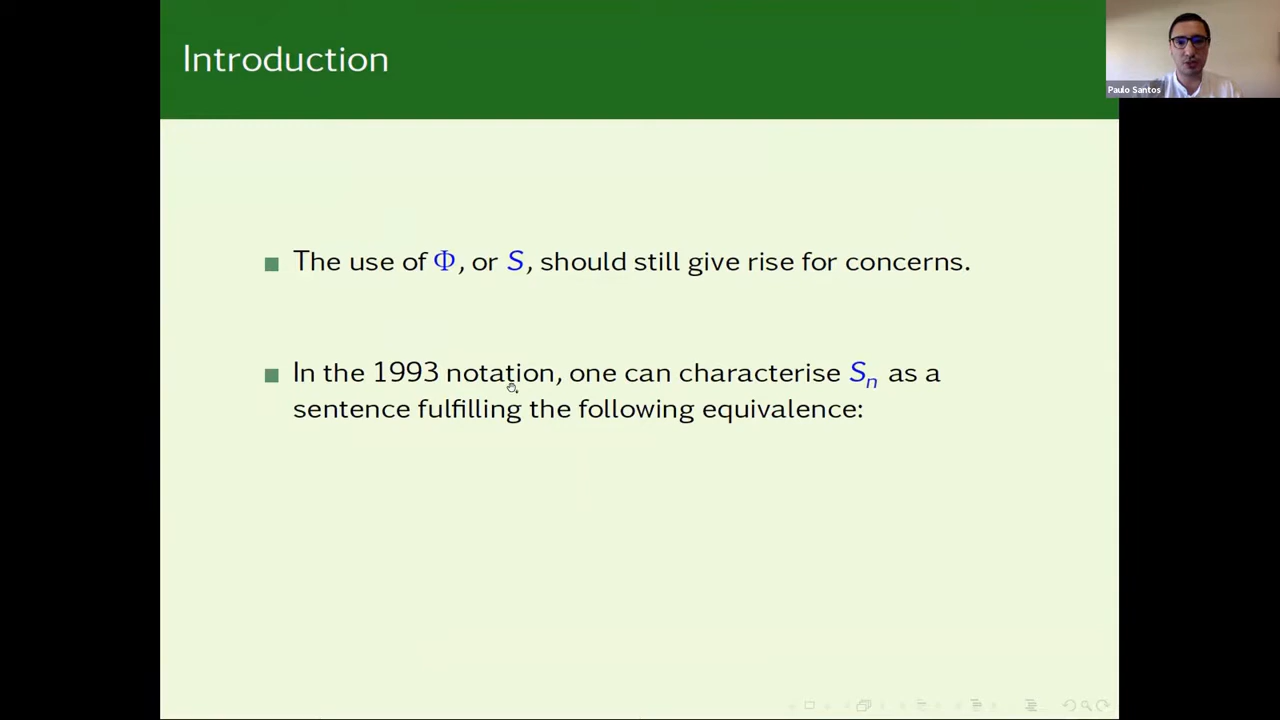 Introduction
Paulo Santos
The use of Φ, or S, should still give rise for concerns.
In the 1993 notation, one can characterise Sₙ as a
sentence fulfilling the following equivalence: